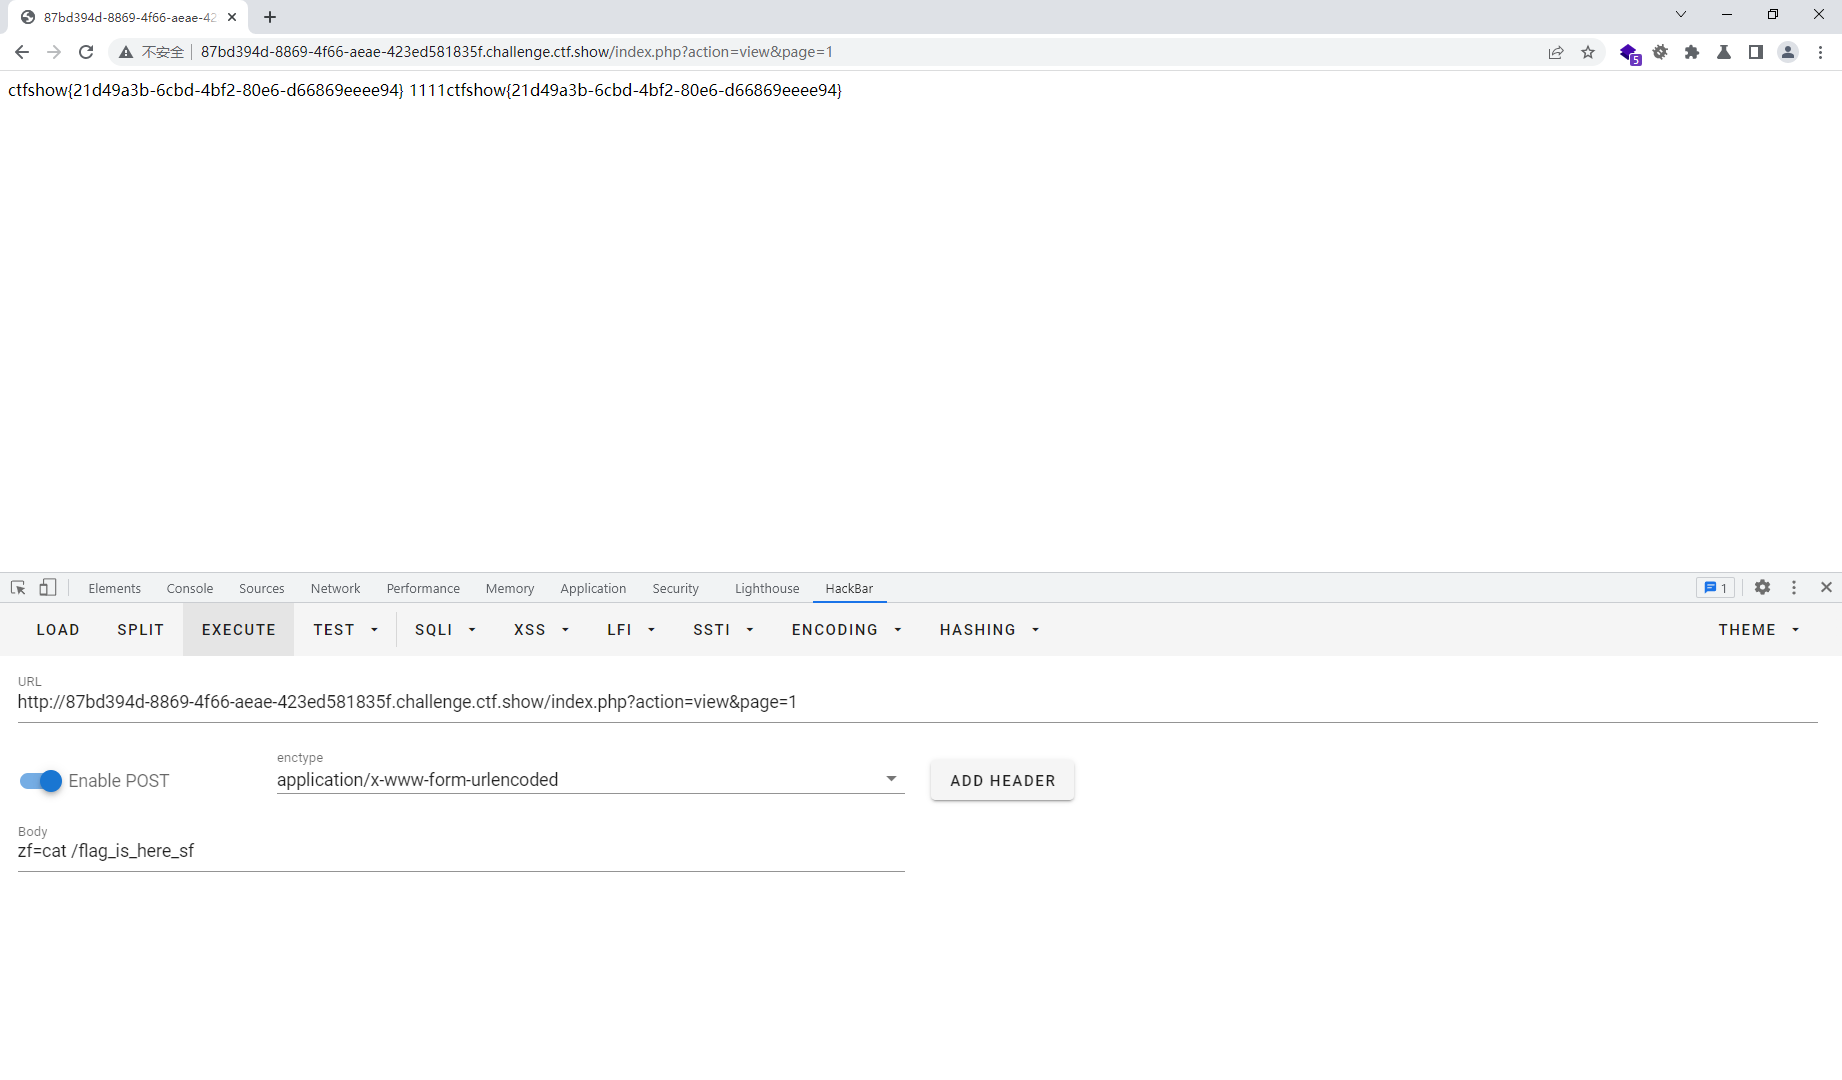 87bd394d-8869-4f66-aeae-42
不安全 87bd394d-8869-4f66-aeae-423ed581835f.challenge.ctf.show/index.php?action=view&page=1
5
ctfshow{21d49a3b-6cbd-4bf2-80e6-d66869eeee94} 1111ctfshow{21d49a3b-6cbd-4bf2-80e6-d66869eeee94}
Elements Console Sources Network Performance Memory Application Security Lighthouse HackBar 1
LOAD SPLIT EXECUTE TEST SQLI XSS LFI SSTI ENCODING HASHING THEME
URL
http://87bd394d-8869-4f66-aeae-423ed581835f.challenge.ctf.show/index.php?action=view&page=1
enctype
Enable POST application/x-www-form-urlencoded ADD HEADER
Body
zf=cat /flag_is_here_sf